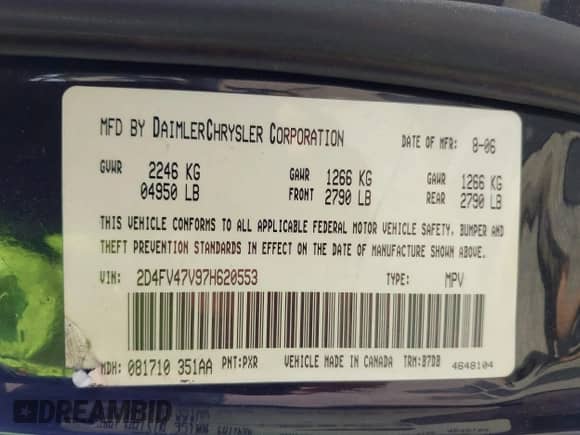 MFD BY DAIMLERCHRYSLER CORPORATION DATE OF MFR: 8-06
GVWR 2246 KG GAWR 1266 KG GAWR 1266 KG
04950 LB FRONT 2790 LB REAR 2790 LB
THIS VEHICLE CONFORMS TO ALL APPLICABLE FEDERAL MOTOR VEHICLE SAFETY, BUMPER AND
THEFT PREVENTION STANDARDS IN EFFECT ON THE DATE OF MANUFACTURE SHOWN ABOVE.
VIN: 2D4FV47V97H620553 TYPE: MPV
MDH: 081710 351AA PNT: PXR VEHICLE MADE IN CANADA TRM: B7DB 4648104
DREAMBID